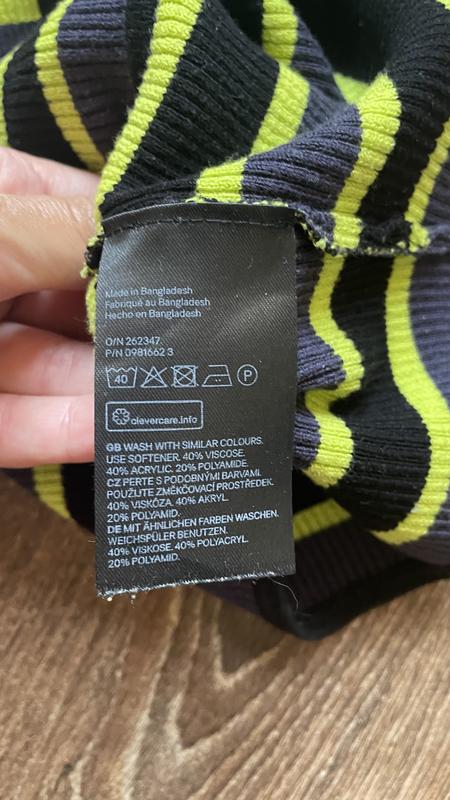 Made in Bangladesh
Fabriqué au Bangladesh
Hecho en Bangladesh
O/N 262347
P/N 0981662 3
40 P
clevercare.info
GB WASH WITH SIMILAR COLOURS.
USE SOFTENER. 40% VISCOSE.
40% ACRYLIC. 20% POLYAMIDE.
CZ PERTE S PODOBNÝMI BARVAMI.
POUŽIJTE ZMĚKČOVACÍ PROSTŘEDEK.
40% VISKÓZA. 40% AKRYL.
20% POLYAMID.
DE MIT ÄHNLICHEN FARBEN WASCHEN.
WEICHSPÜLER BENUTZEN.
40% VISKOSE. 40% POLYACRYL.
20% POLYAMID.